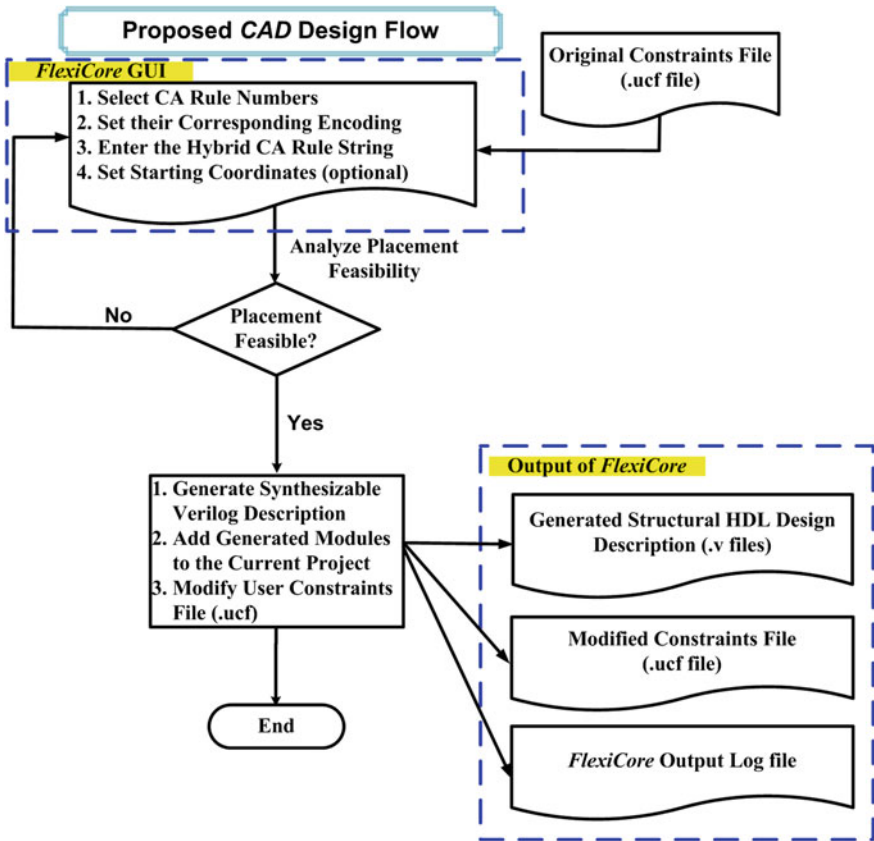 Proposed CAD Design Flow
FlexiCore GUI
1. Select CA Rule Numbers
2. Set their Corresponding Encoding
3. Enter the Hybrid CA Rule String
4. Set Starting Coordinates (optional)
Original Constraints File
(.ucf file)
Analyze Placement
Feasibility
No
Placement
Feasible?
Yes
1. Generate Synthesizable
Verilog Description
2. Add Generated Modules
to the Current Project
3. Modify User Constraints
File (.ucf)
End
Output of FlexiCore
Generated Structural HDL Design
Description (.v files)
Modified Constraints File
(.ucf file)
FlexiCore Output Log file